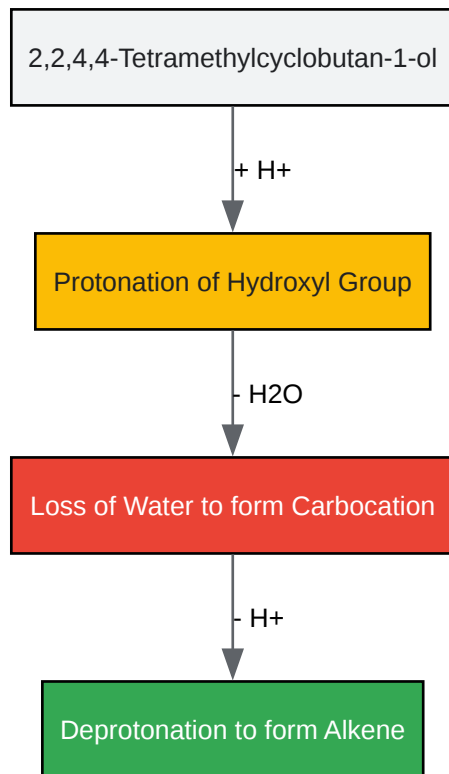 2,2,4,4-Tetramethylcyclobutan-1-ol
+ H+
Protonation of Hydroxyl Group
- H2O
Loss of Water to form Carbocation
- H+
Deprotonation to form Alkene